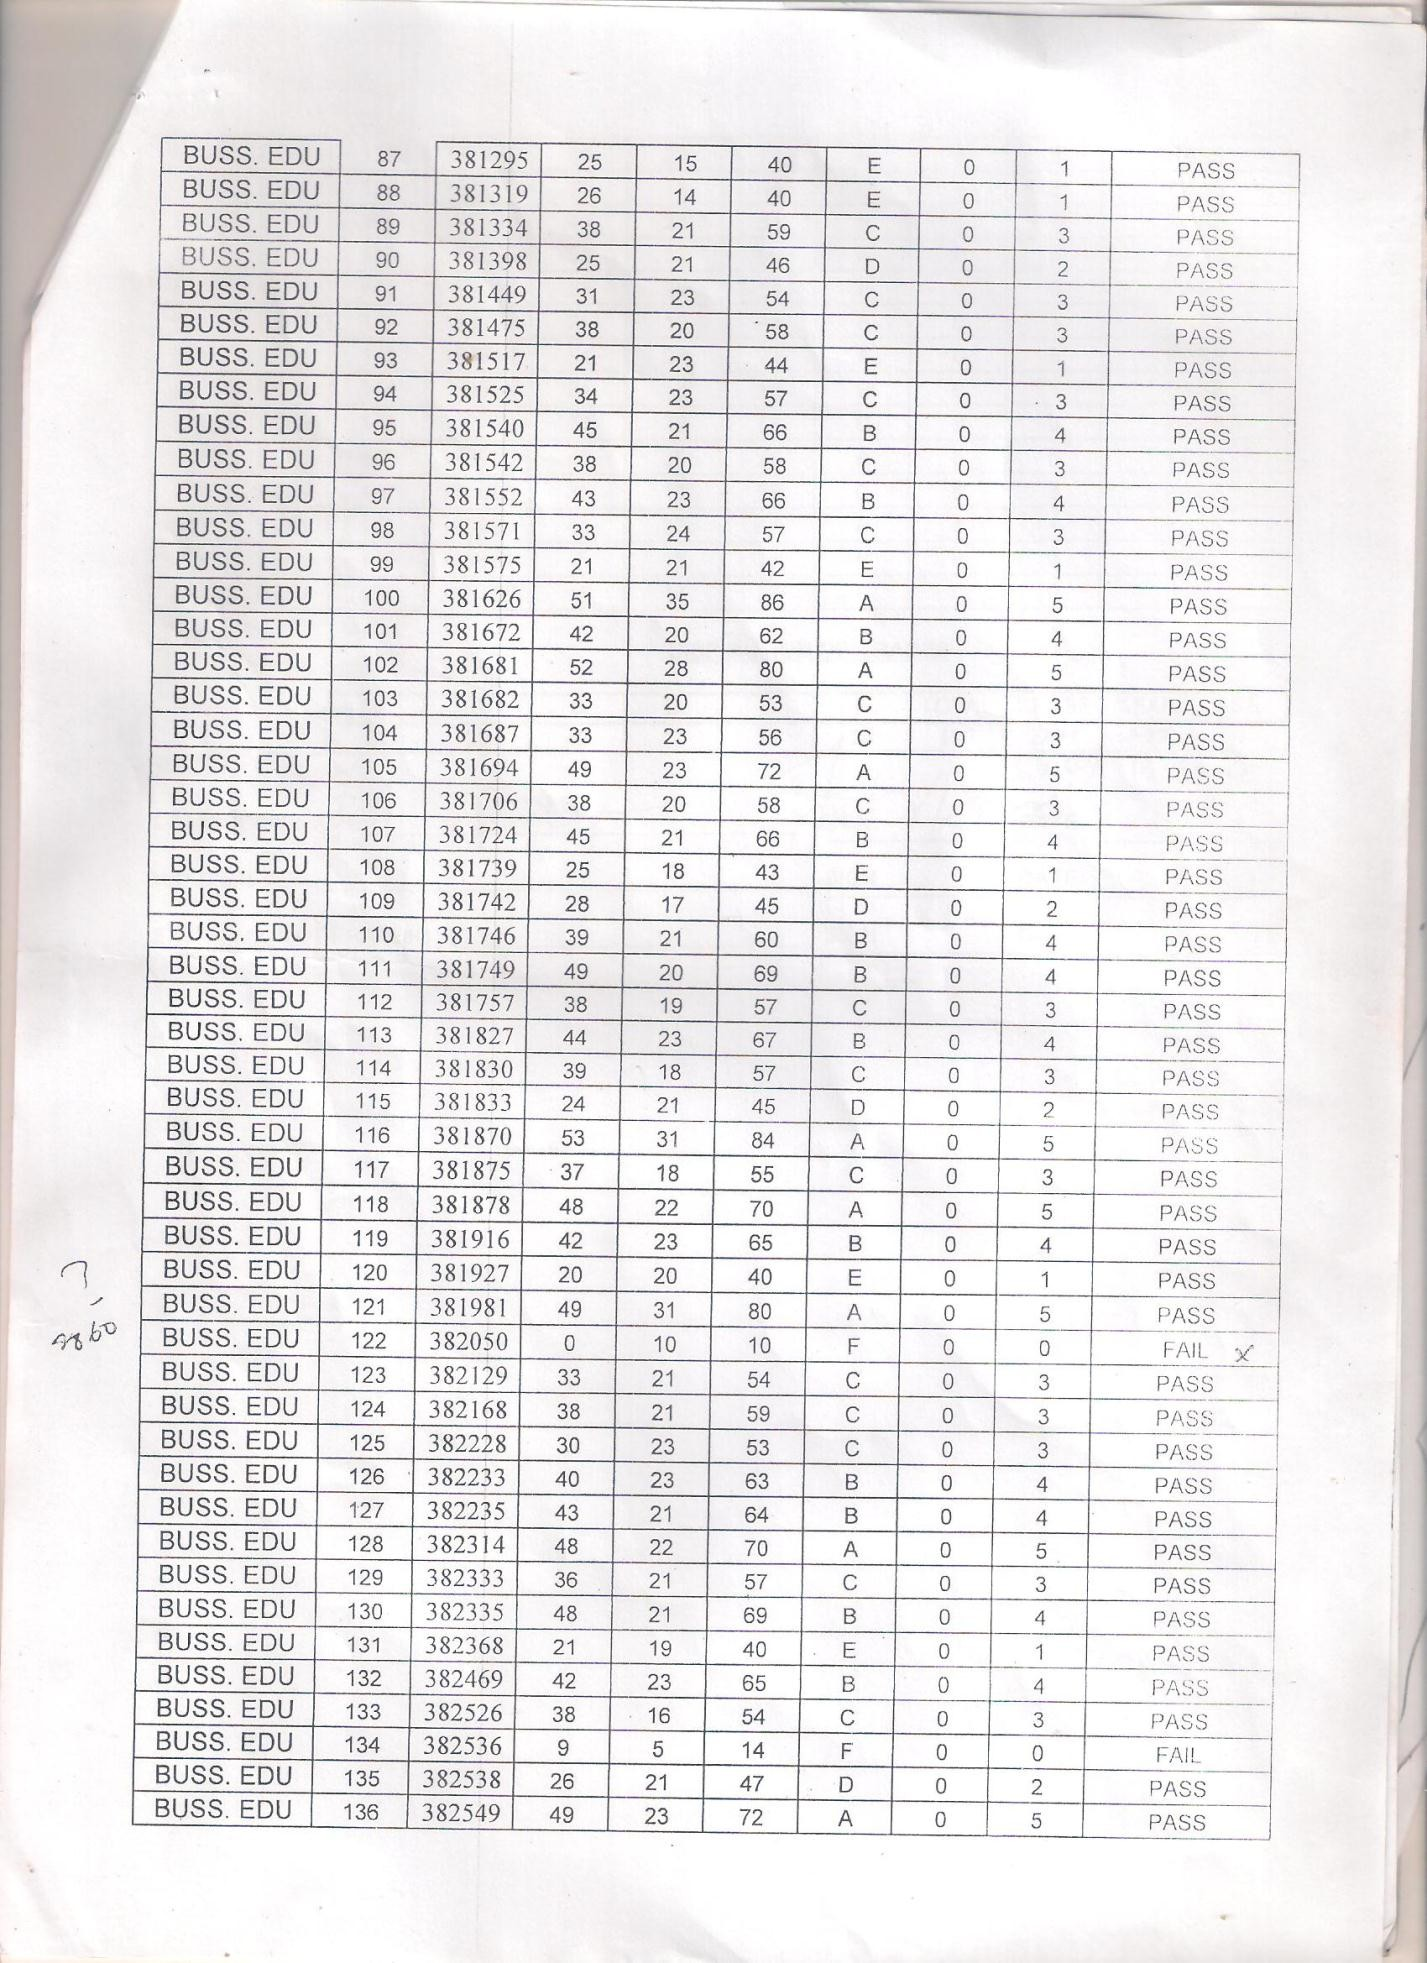 BUSS. EDU 87 381295 25 15 40 E 0 1 PASS
BUSS. EDU 88 381319 26 14 40 E 0 1 PASS
BUSS. EDU 89 381334 38 21 59 C 0 3 PASS
BUSS. EDU 90 381398 25 21 46 D 0 2 PASS
BUSS. EDU 91 381449 31 23 54 C 0 3 PASS
BUSS. EDU 92 381475 38 20 58 C 0 3 PASS
BUSS. EDU 93 381517 21 23 44 E 0 1 PASS
BUSS. EDU 94 381525 34 23 57 C 0 3 PASS
BUSS. EDU 95 381540 45 21 66 B 0 4 PASS
BUSS. EDU 96 381542 38 20 58 C 0 3 PASS
BUSS. EDU 97 381552 43 23 66 B 0 4 PASS
BUSS. EDU 98 381571 33 24 57 C 0 3 PASS
BUSS. EDU 99 381575 21 21 42 E 0 1 PASS
BUSS. EDU 100 381626 51 35 86 A 0 5 PASS
BUSS. EDU 101 381672 42 20 62 B 0 4 PASS
BUSS. EDU 102 381681 52 28 80 A 0 5 PASS
BUSS. EDU 103 381682 33 20 53 C 0 3 PASS
BUSS. EDU 104 381687 33 23 56 C 0 3 PASS
BUSS. EDU 105 381694 49 23 72 A 0 5 PASS
BUSS. EDU 106 381706 38 20 58 C 0 3 PASS
BUSS. EDU 107 381724 45 21 66 B 0 4 PASS
BUSS. EDU 108 381739 25 18 43 E 0 1 PASS
BUSS. EDU 109 381742 28 17 45 D 0 2 PASS
BUSS. EDU 110 381746 39 21 60 B 0 4 PASS
BUSS. EDU 111 381749 49 20 69 B 0 4 PASS
BUSS. EDU 112 381757 38 19 57 C 0 3 PASS
BUSS. EDU 113 381827 44 23 67 B 0 4 PASS
BUSS. EDU 114 381830 39 18 57 C 0 3 PASS
BUSS. EDU 115 381833 24 21 45 D 0 2 PASS
BUSS. EDU 116 381870 53 31 84 A 0 5 PASS
BUSS. EDU 117 381875 37 18 55 C 0 3 PASS
BUSS. EDU 118 381878 48 22 70 A 0 5 PASS
BUSS. EDU 119 381916 42 23 65 B 0 4 PASS
BUSS. EDU 120 381927 20 20 40 E 0 1 PASS
BUSS. EDU 121 381981 49 31 80 A 0 5 PASS
BUSS. EDU 122 382050 0 10 10 F 0 0 FAIL x
BUSS. EDU 123 382129 33 21 54 C 0 3 PASS
BUSS. EDU 124 382168 38 21 59 C 0 3 PASS
BUSS. EDU 125 382228 30 23 53 C 0 3 PASS
BUSS. EDU 126 382233 40 23 63 B 0 4 PASS
BUSS. EDU 127 382235 43 21 64 B 0 4 PASS
BUSS. EDU 128 382314 48 22 70 A 0 5 PASS
BUSS. EDU 129 382333 36 21 57 C 0 3 PASS
BUSS. EDU 130 382335 48 21 69 B 0 4 PASS
BUSS. EDU 131 382368 21 19 40 E 0 1 PASS
BUSS. EDU 132 382469 42 23 65 B 0 4 PASS
BUSS. EDU 133 382526 38 16 54 C 0 3 PASS
BUSS. EDU 134 382536 9 5 14 F 0 0 FAIL
BUSS. EDU 135 382538 26 21 47 D 0 2 PASS
BUSS. EDU 136 382549 49 23 72 A 0 5 PASS